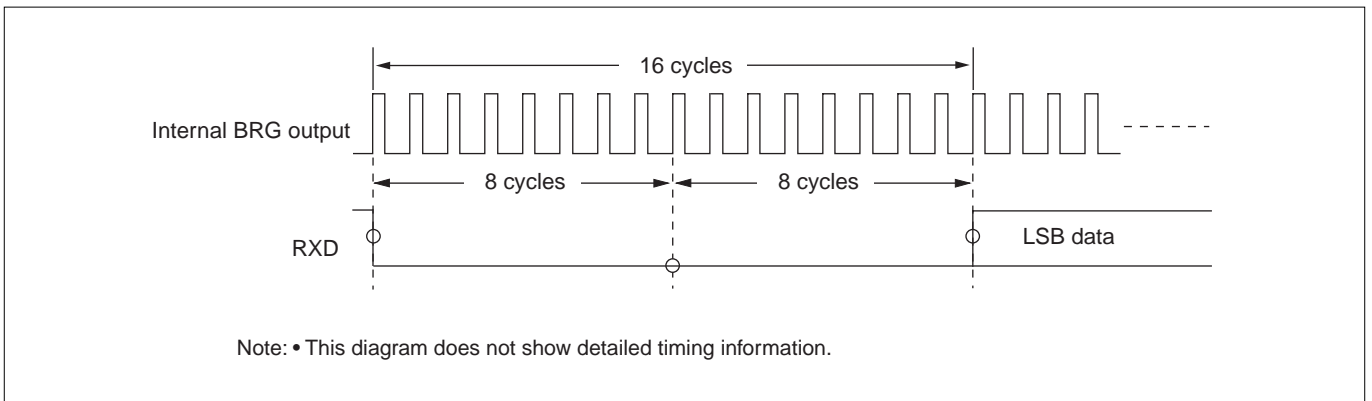 16 cycles
Internal BRG output
8 cycles 8 cycles
RXD
LSB data
Note: • This diagram does not show detailed timing information.